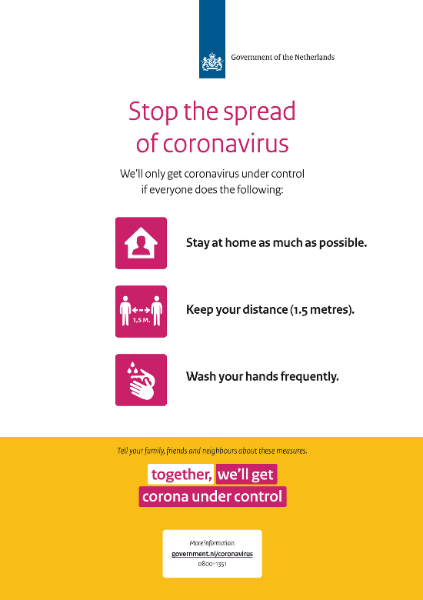 Government of the Netherlands
Stop the spread
of coronavirus
We'll only get coronavirus under control
if everyone does the following:
Stay at home as much as possible.
1,5 M.
Keep your distance (1.5 metres).
Wash your hands frequently.
Tell your family, friends and neighbours about these measures.
together, we'll get
corona under control
More information:
government.nl/coronavirus
0800-1351